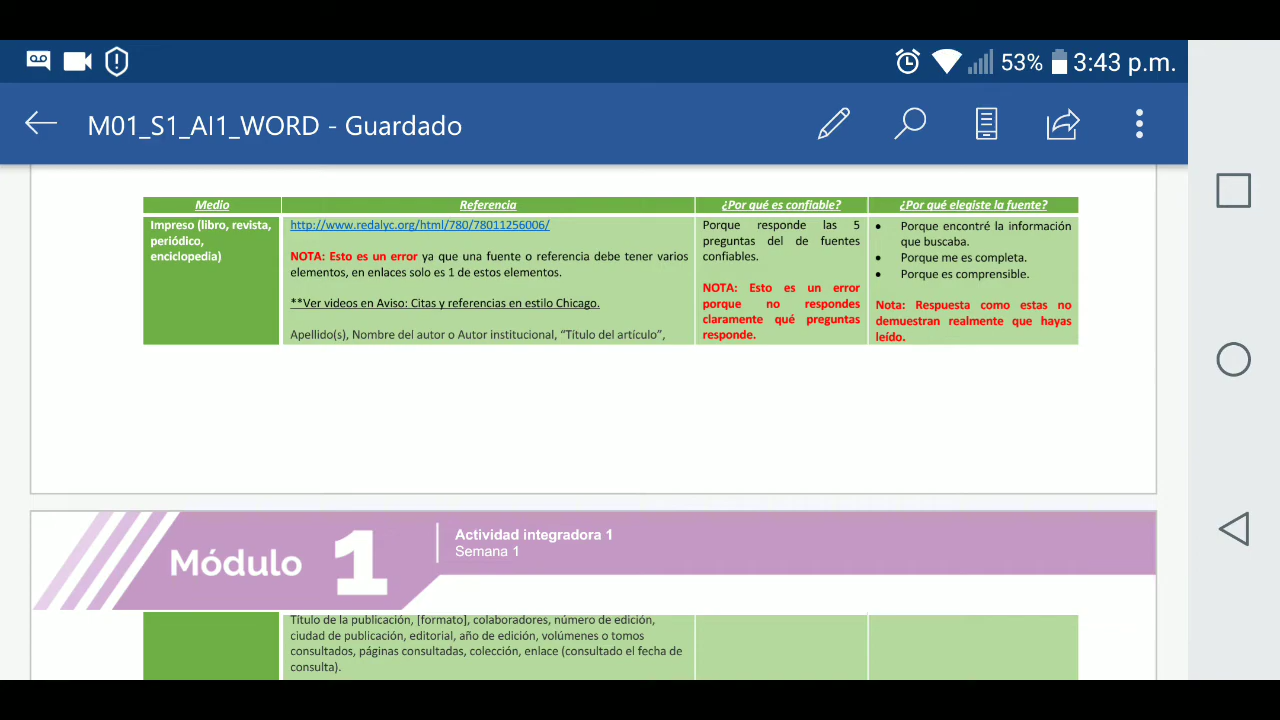 53% 3:43 p.m.
M01_S1_AI1_WORD - Guardado
Medio Referencia ¿Por qué es confiable? ¿Por qué elegiste la fuente?
Impreso (libro, revista,
periódico,
enciclopedia)
http://www.redalyc.org/html/780/78011256006/
NOTA: Esto es un error ya que una fuente o referencia debe tener varios
elementos, en enlaces solo es 1 de estos elementos.
**Ver videos en Aviso: Citas y referencias en estilo Chicago.
Apellido(s), Nombre del autor o Autor institucional, “Título del artículo”,
Porque responde las 5
preguntas del de fuentes
confiables.
NOTA: Esto es un error
porque no respondes
claramente qué preguntas
responde.
• Porque encontré la información
que buscaba.
• Porque me es completa.
• Porque es comprensible.
Nota: Respuesta como estas no
demuestran realmente que hayas
leído.
Módulo 1
Actividad integradora 1
Semana 1
Título de la publicación, [formato], colaboradores, número de edición,
ciudad de publicación, editorial, año de edición, volúmenes o tomos
consultados, páginas consultadas, colección, enlace (consultado el fecha de
consulta).